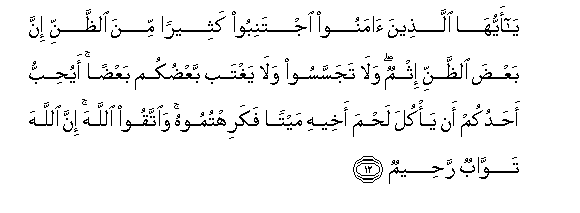 يَـٰٓأَيُّهَا ٱلَّذِينَ ءَامَنُوا۟ ٱجْتَنِبُوا۟ كَثِيرًا مِّنَ ٱلظَّنِّ إِنَّ
بَعْضَ ٱلظَّنِّ إِثْمٌ ۖ وَلَا تَجَسَّسُوا۟ وَلَا يَغْتَب بَّعْضُكُم بَعْضًا ۚ أَيُحِبُّ
أَحَدُكُمْ أَن يَأْكُلَ لَحْمَ أَخِيهِ مَيْتًا فَكَرِهْتُمُوهُ ۚ وَٱتَّقُوا۟ ٱللَّهَ ۚ إِنَّ ٱللَّهَ
تَوَّابٌ رَّحِيمٌ ١٢